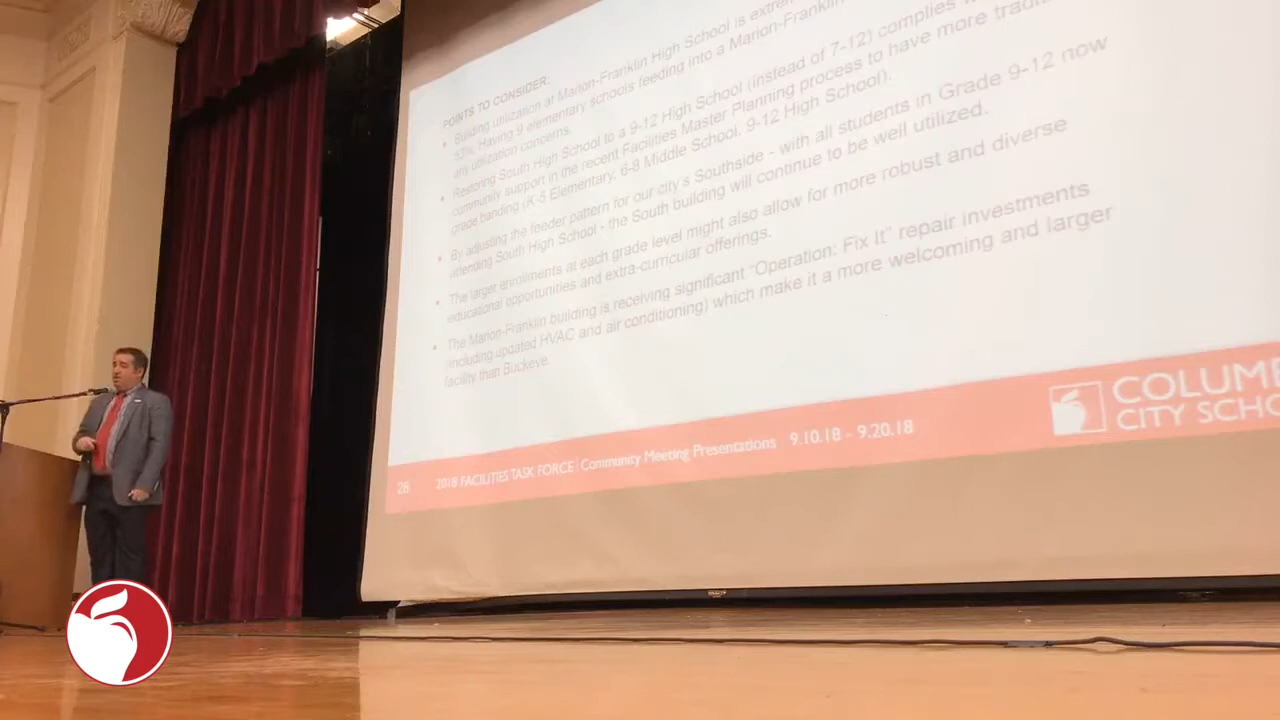 POINTS TO CONSIDER:
• Building utilization at Marion-Franklin High School is
53%. Having 9 elementary schools feeding into a Marion-Franklin
any utilization concerns.
• Restoring South High School to a 9-12 High School (instead of 7-12) complies
community support in the recent Facilities Master Planning process to have more
grade banding (K-5 Elementary, 6-8 Middle School, 9-12 High School).
• By adjusting the feeder pattern for our city's Southside - with all students in Grade 9-12 now
attending South High School - the South building will continue to be well utilized.
• The larger enrollments at each grade level might also allow for more robust and diverse
educational opportunities and extra-curricular offerings.
• The Marion-Franklin building is receiving significant "Operation: Fix It" repair investments
(including updated HVAC and air conditioning) which make it a more welcoming and larger
facility than Buckeye.
COLUMB
CITY SCHO
2018 FACILITIES TASK FORCE | Community Meeting Presentations 9.10.18 - 9.20.18